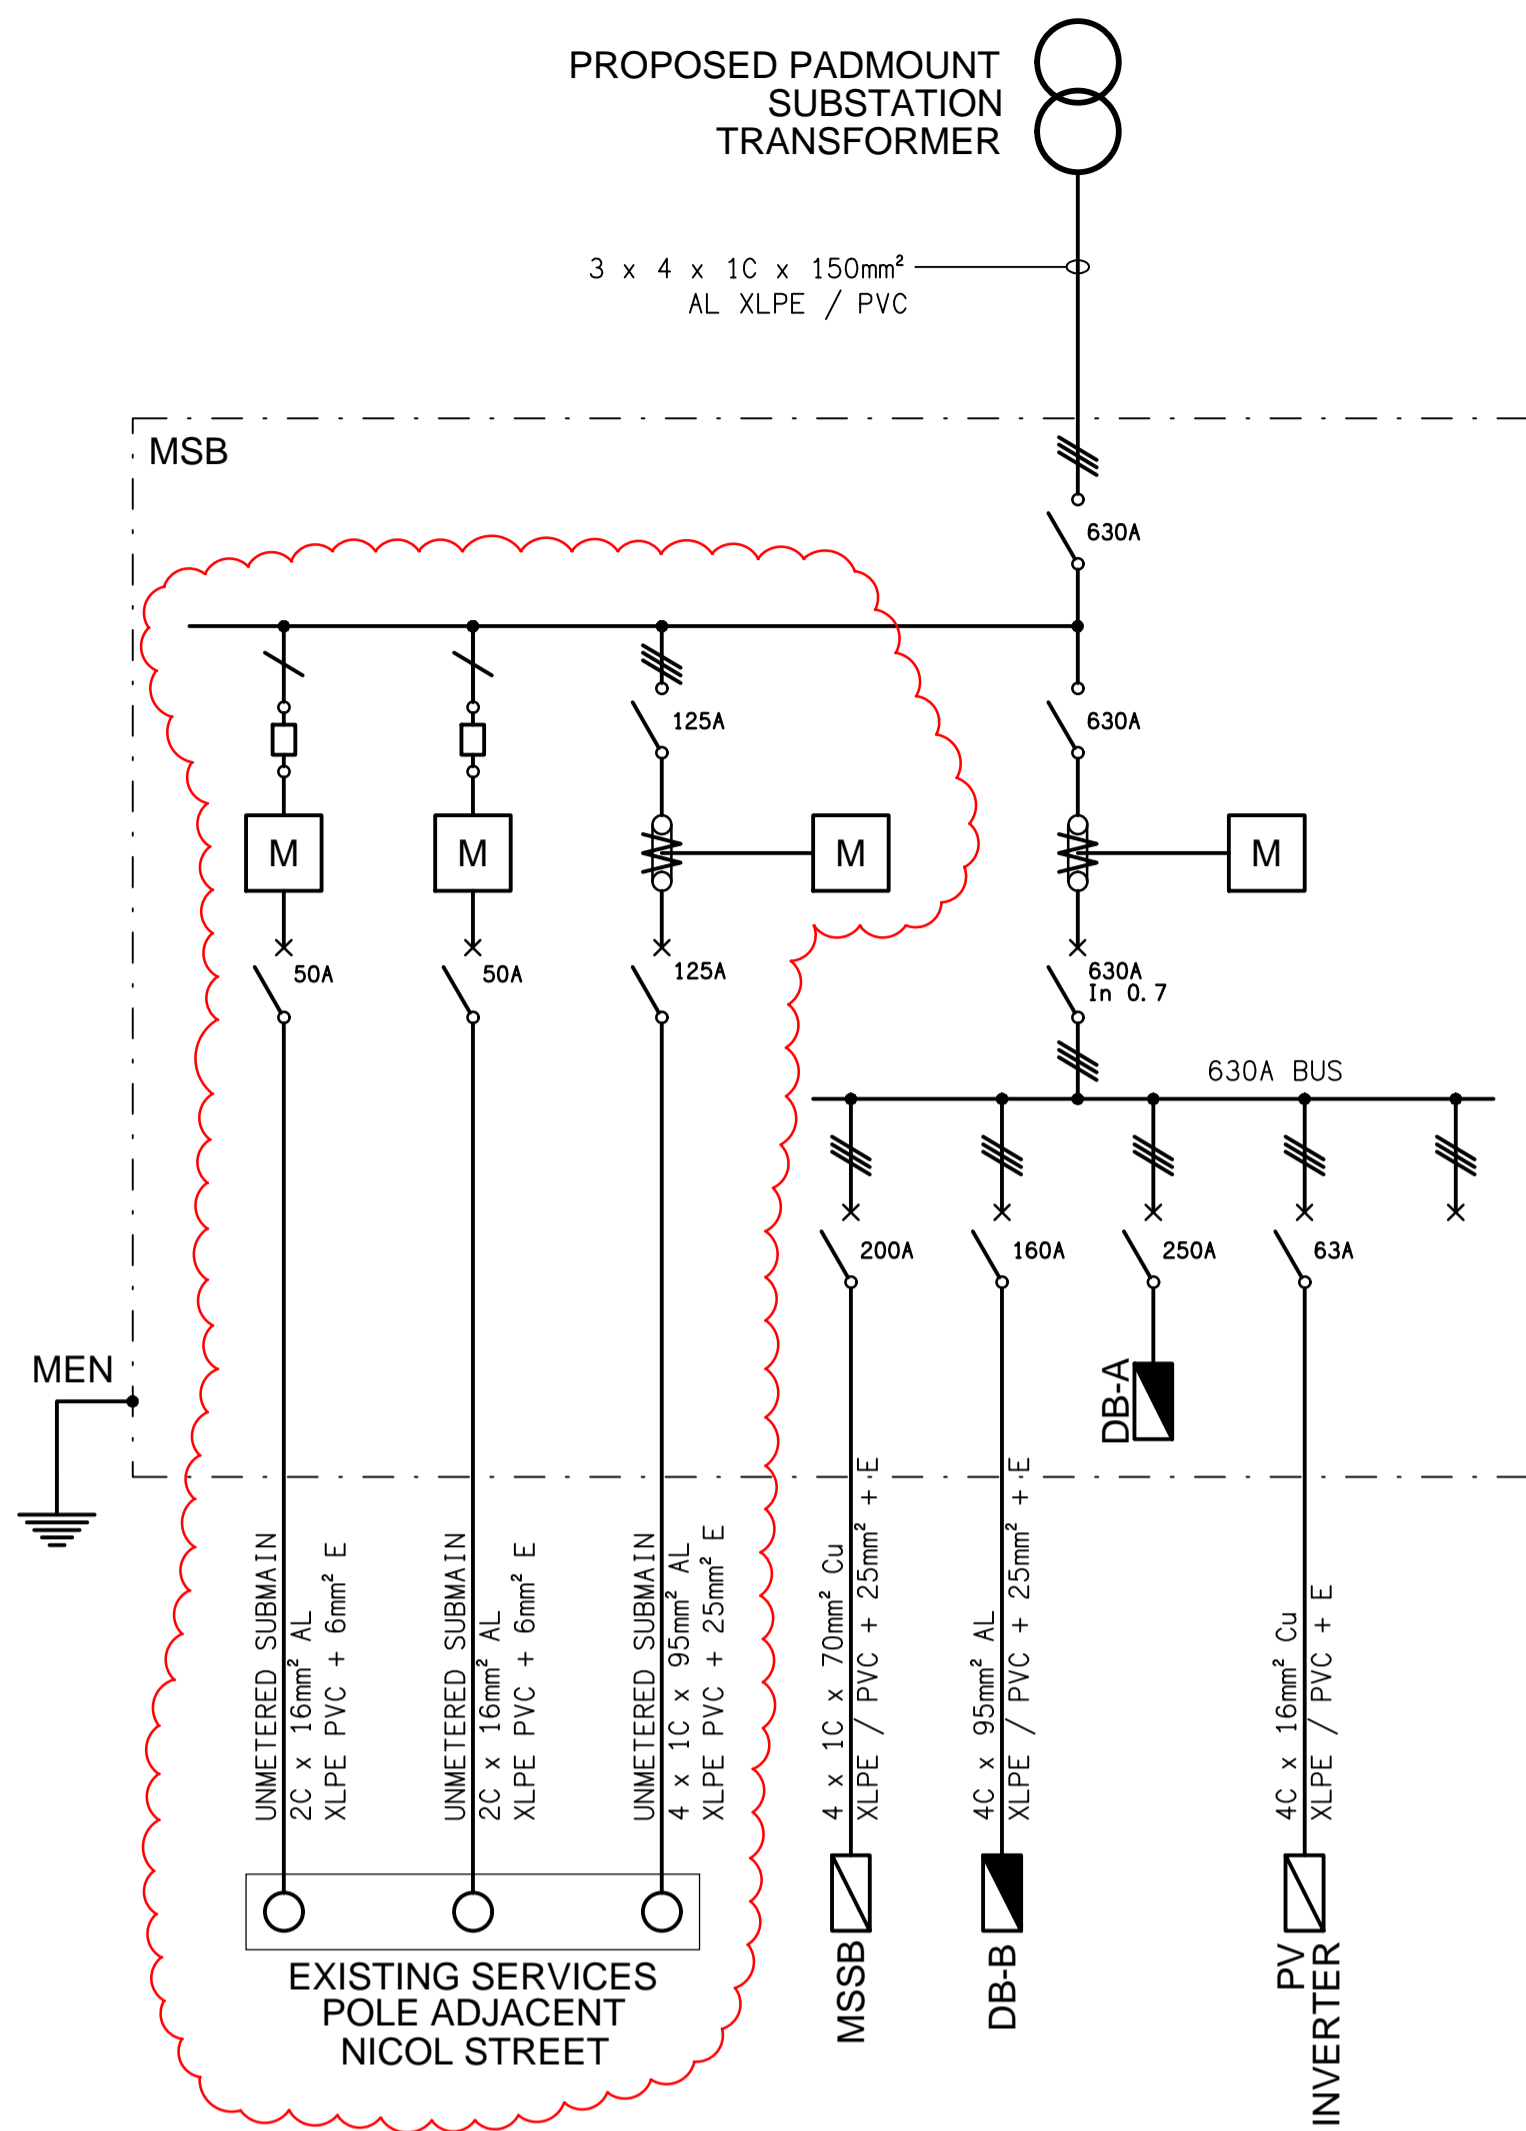 PROPOSED PADMOUNT
SUBSTATION
TRANSFORMER
3 x 4 x 1C x 150mm²
AL XLPE / PVC
MSB
630A
125A
630A
M
M
M
M
50A
50A
125A
630A
In 0.7
630A BUS
200A
160A
250A
63A
MEN
DB-A
UNMETERED SUBMAIN
2C x 16mm² AL
XLPE PVC + 6mm² E
UNMETERED SUBMAIN
2C x 16mm² AL
XLPE PVC + 6mm² E
UNMETERED SUBMAIN
4 x 1C x 95mm² AL
XLPE PVC + 25mm² E
4 x 1C x 70mm² Cu
XLPE / PVC + 25mm² + E
4C x 95mm² AL
XLPE / PVC + 25mm² + E
4C x 16mm² Cu
XLPE / PVC + E
EXISTING SERVICES
POLE ADJACENT
NICOL STREET
MSSB
DB-B
PV
INVERTER